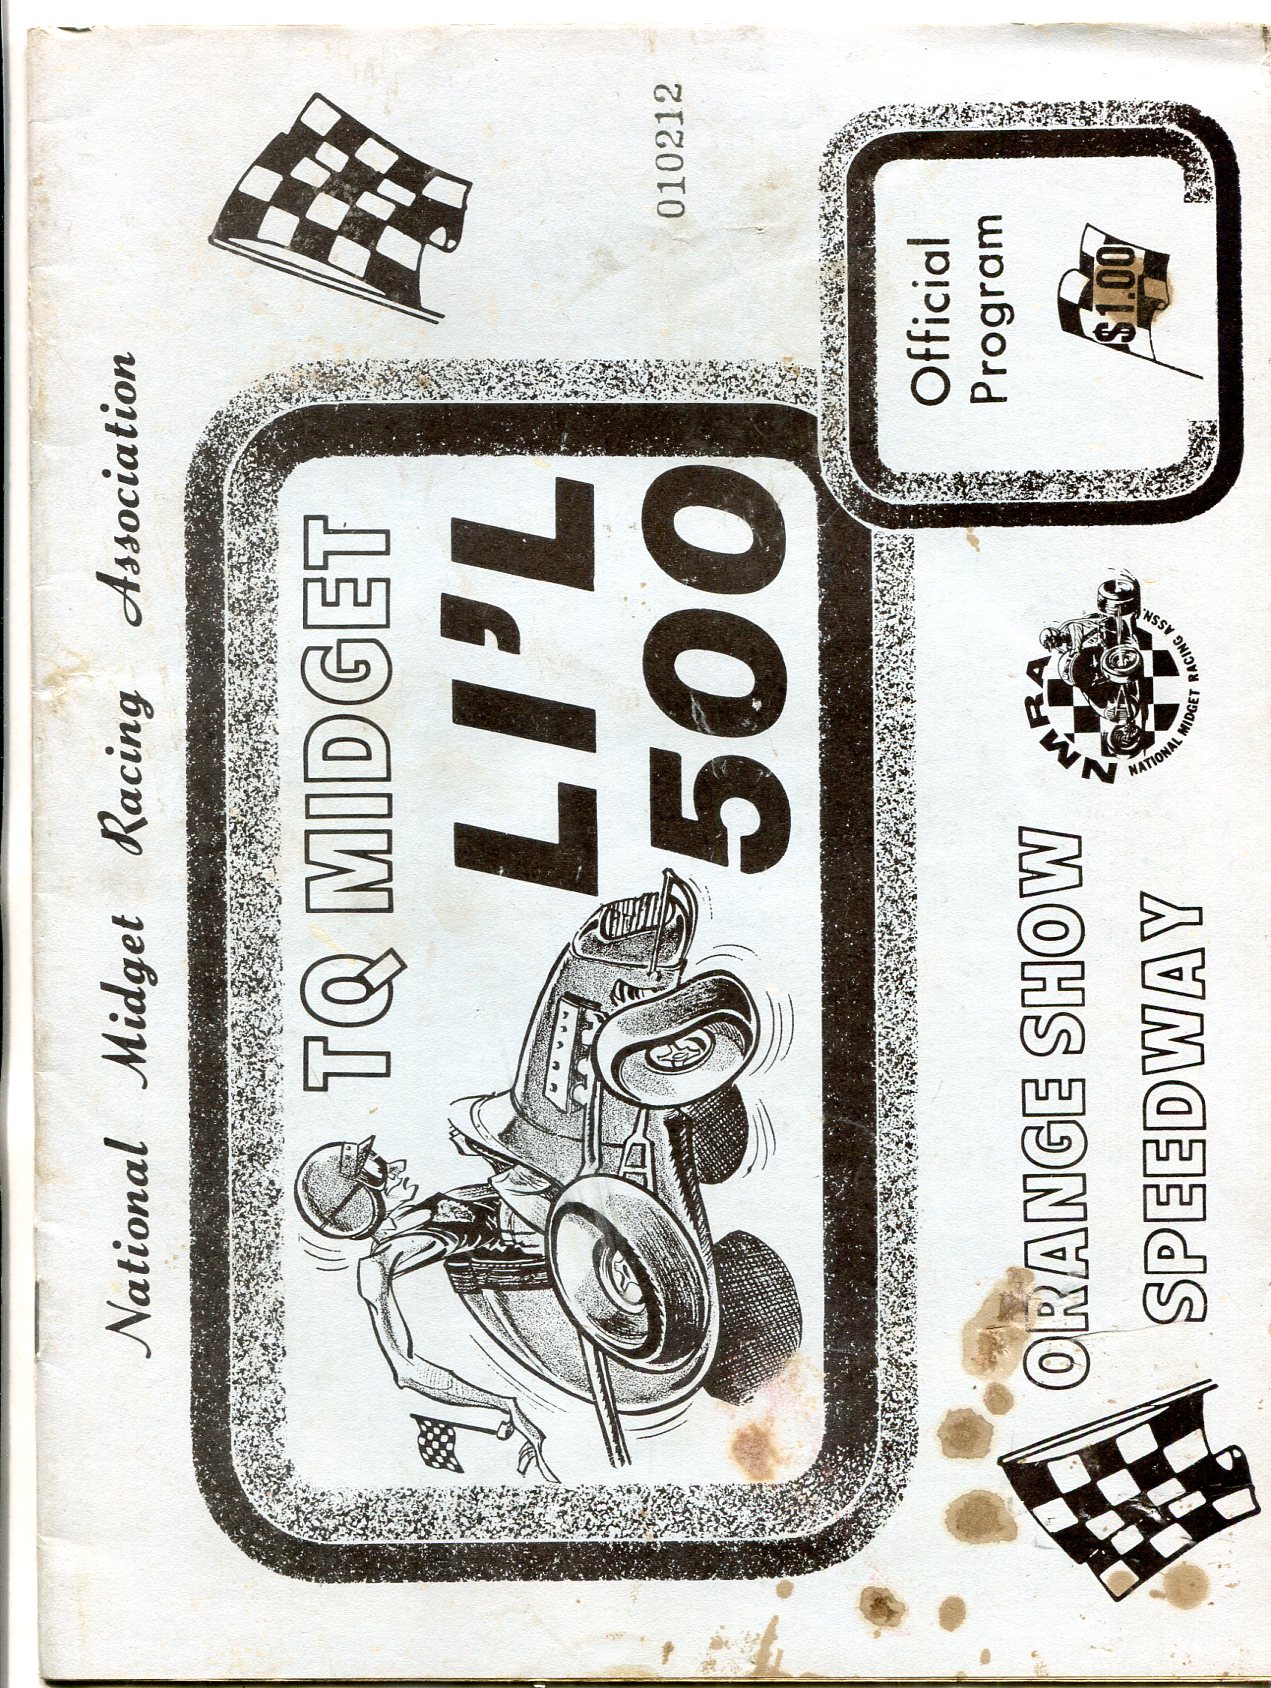 National Midget Racing Association
010212
TQ MIDGET
LI'L
500
Official
Program
$1.00
ORANGE SHOW
SPEEDWAY
NMRA
NATIONAL MIDGET RACING ASSN.